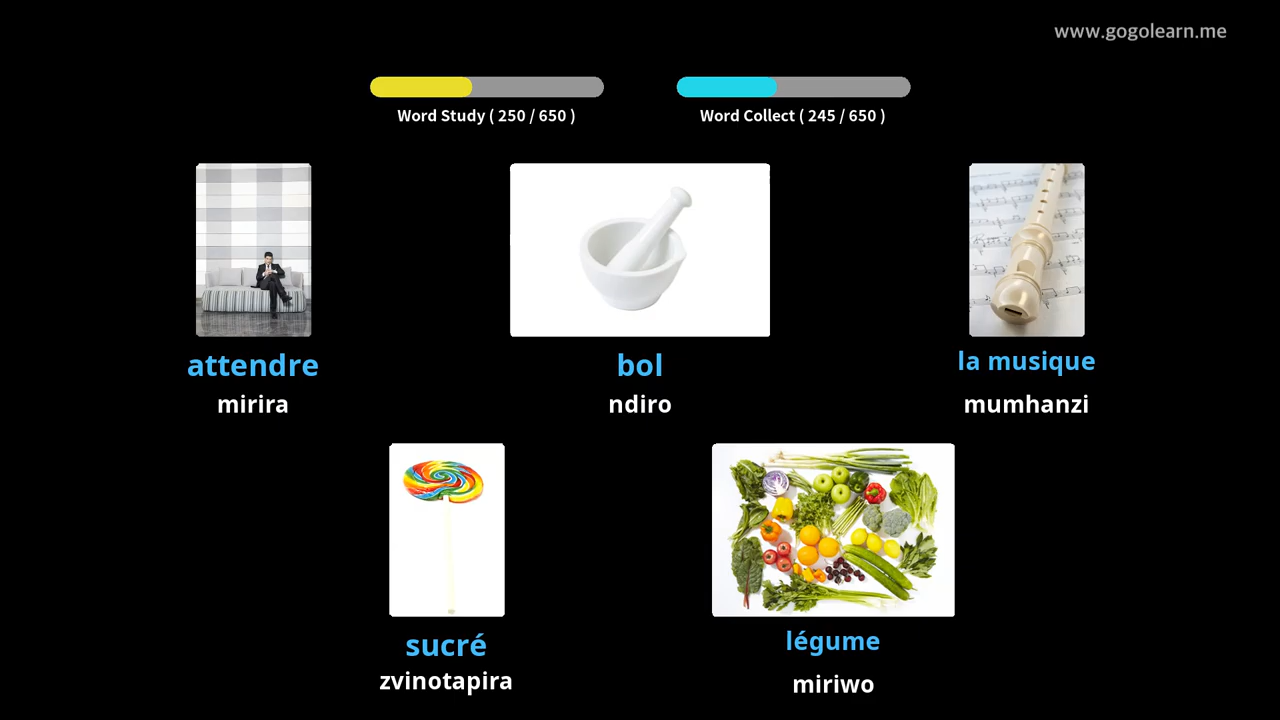 www.gogolearn.me
Word Study ( 250 / 650 )
Word Collect ( 245 / 650 )
attendre
mirira
bol
ndiro
la musique
mumhanzi
sucré
zvinotapira
légume
miriwo